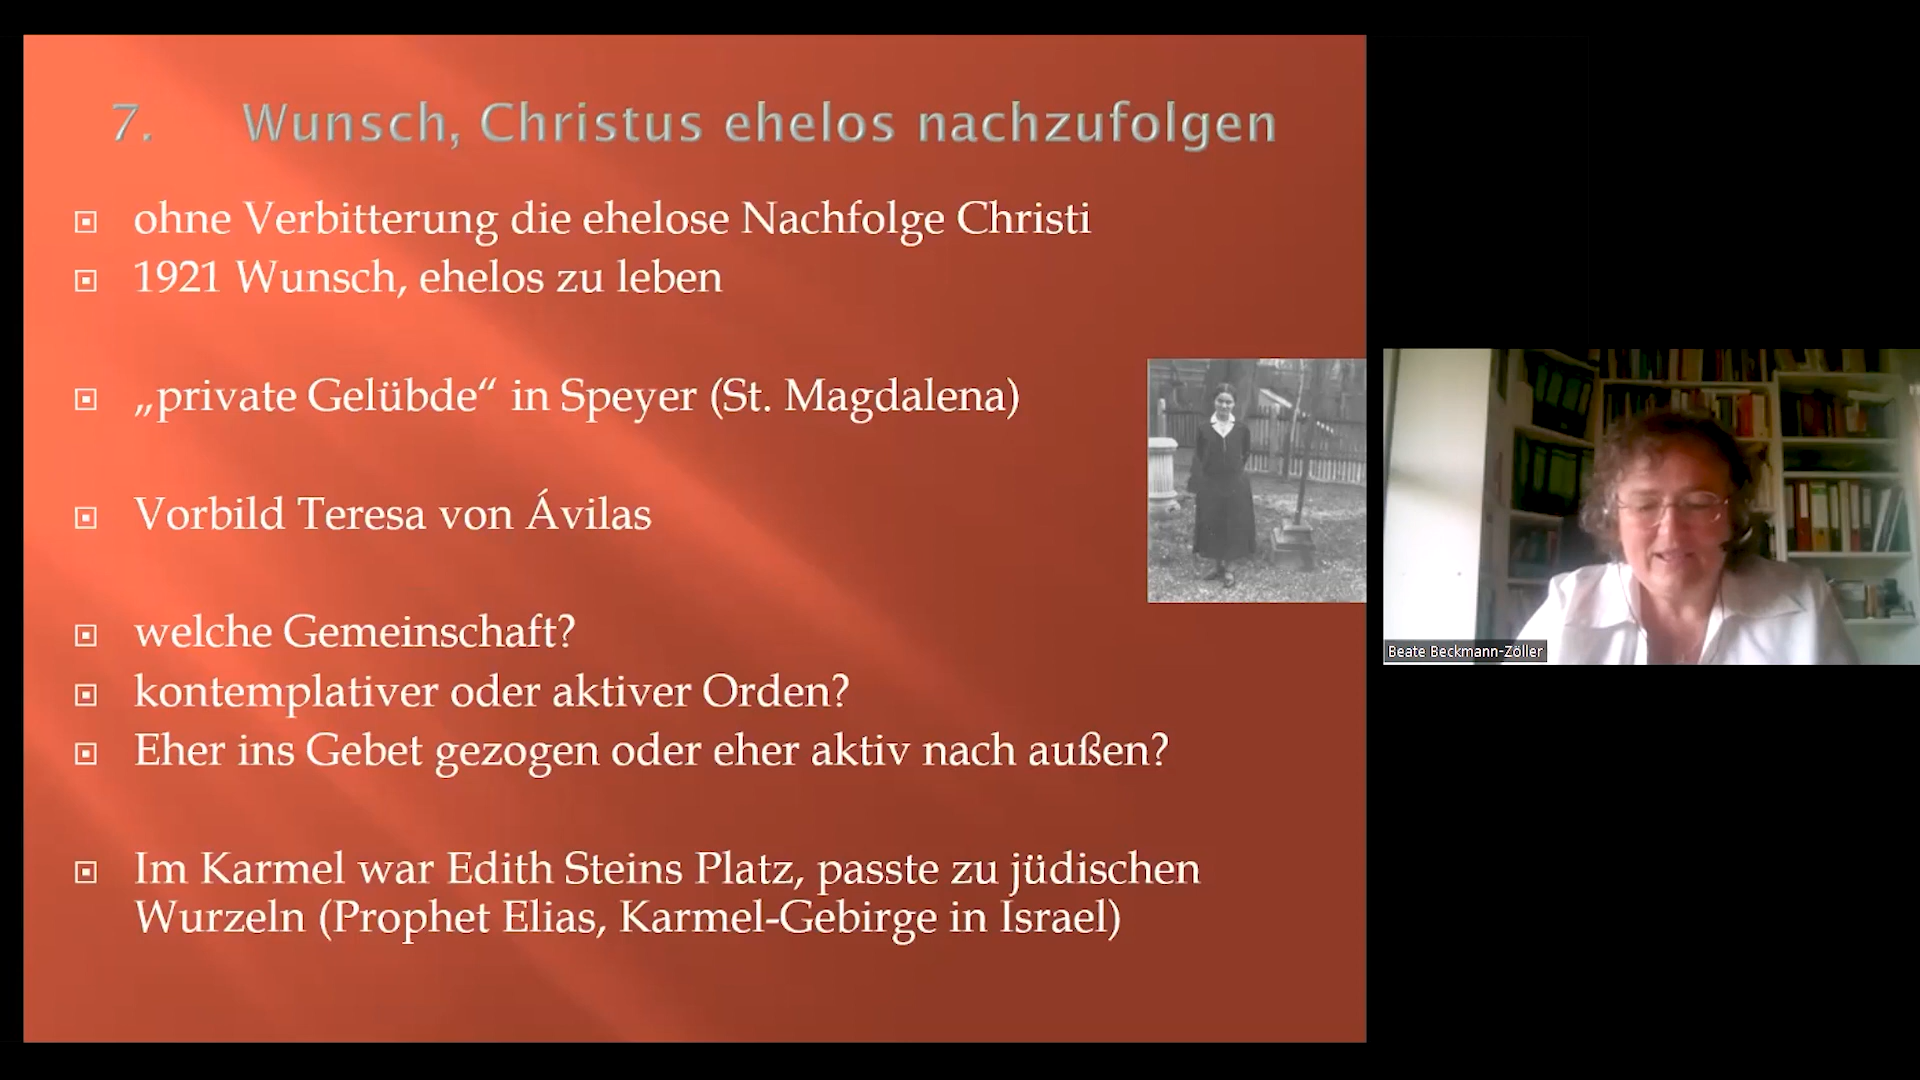 7. Wunsch, Christus ehelos nachzufolgen
ohne Verbitterung die ehelose Nachfolge Christi
1921 Wunsch, ehelos zu leben
„private Gelübde“ in Speyer (St. Magdalena)
Vorbild Teresa von Ávilas
welche Gemeinschaft?
kontemplativer oder aktiver Orden?
Eher ins Gebet gezogen oder eher aktiv nach außen?
Im Karmel war Edith Steins Platz, passte zu jüdischen
Wurzeln (Prophet Elias, Karmel-Gebirge in Israel)
Beate Beckmann-Zöller